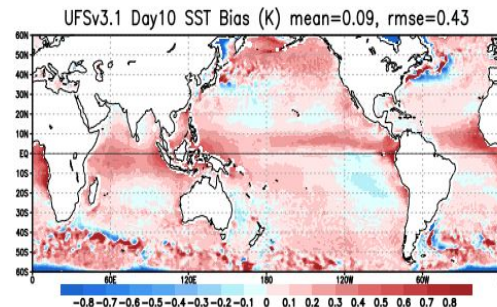 UFSv3.1 Day10 SST Bias (K) mean=0.09, rmse=0.43
60N
50N
40N
30N
20N
10N
EQ
10S
20S
30S
40S
50S
60S
0 60E 120E 180 120W 60W 0
-0.8 -0.7 -0.6 -0.5 -0.4 -0.3 -0.2 -0.1 0 0.1 0.2 0.3 0.4 0.5 0.6 0.7 0.8